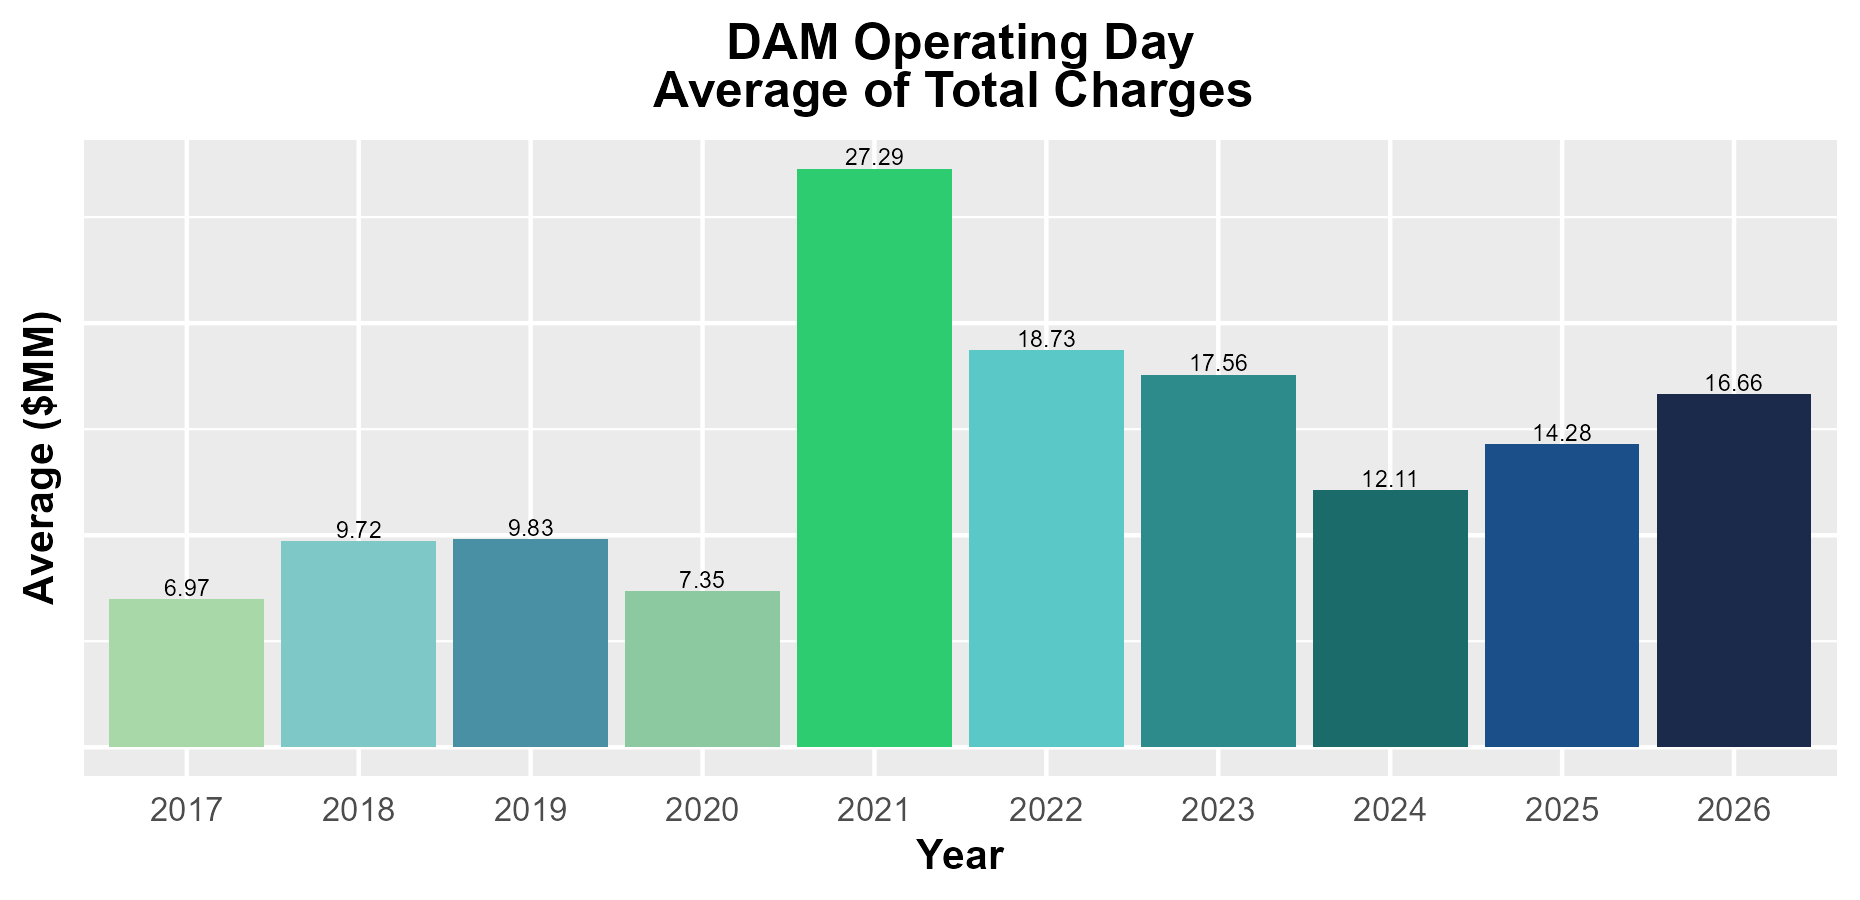 DAM Operating Day
Average of Total Charges
Average ($MM)
27.29
18.73
17.56
16.66
14.28
12.11
9.72
9.83
7.35
6.97
2017 2018 2019 2020 2021 2022 2023 2024 2025 2026
Year